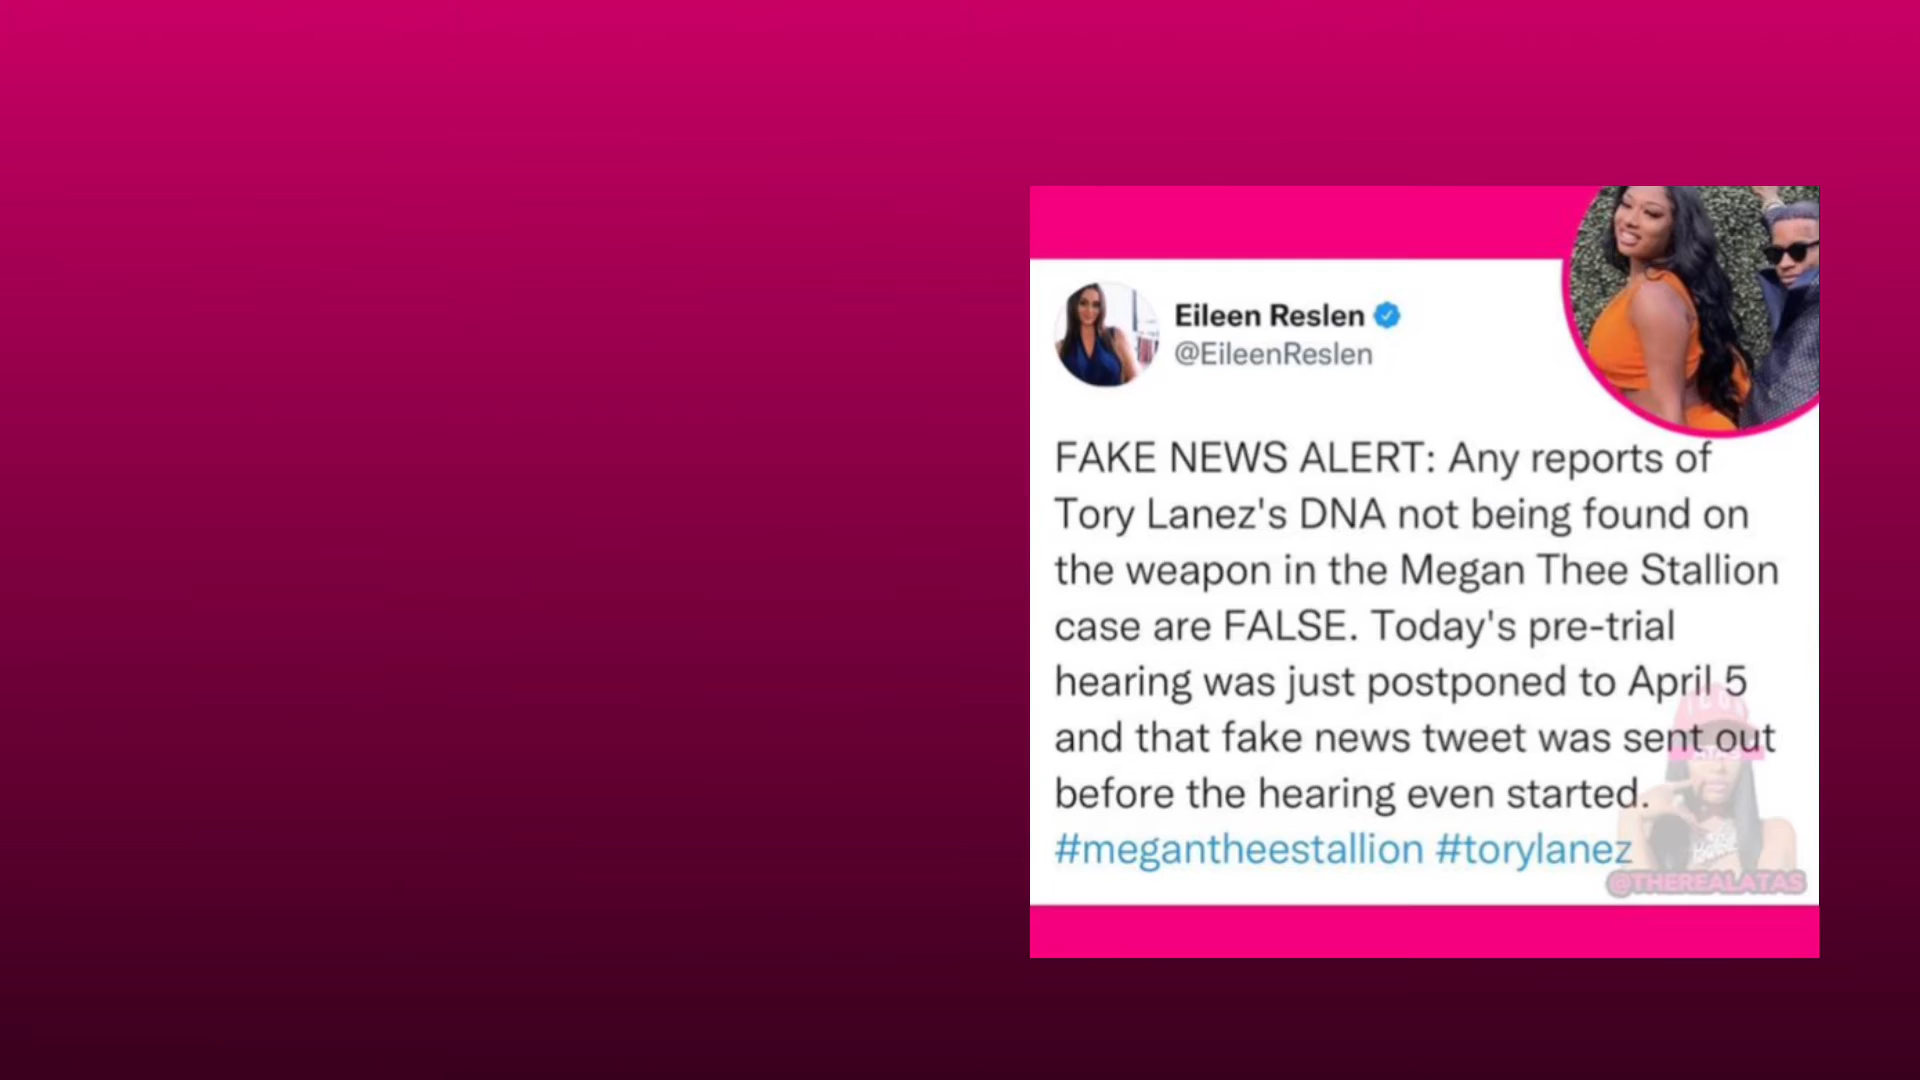 Eileen Reslen
@EileenReslen
FAKE NEWS ALERT: Any reports of
Tory Lanez's DNA not being found on
the weapon in the Megan Thee Stallion
case are FALSE. Today's pre-trial
hearing was just postponed to April 5
and that fake news tweet was sent out
before the hearing even started.
#megantheestallion #torylanez
@THEREALATAS